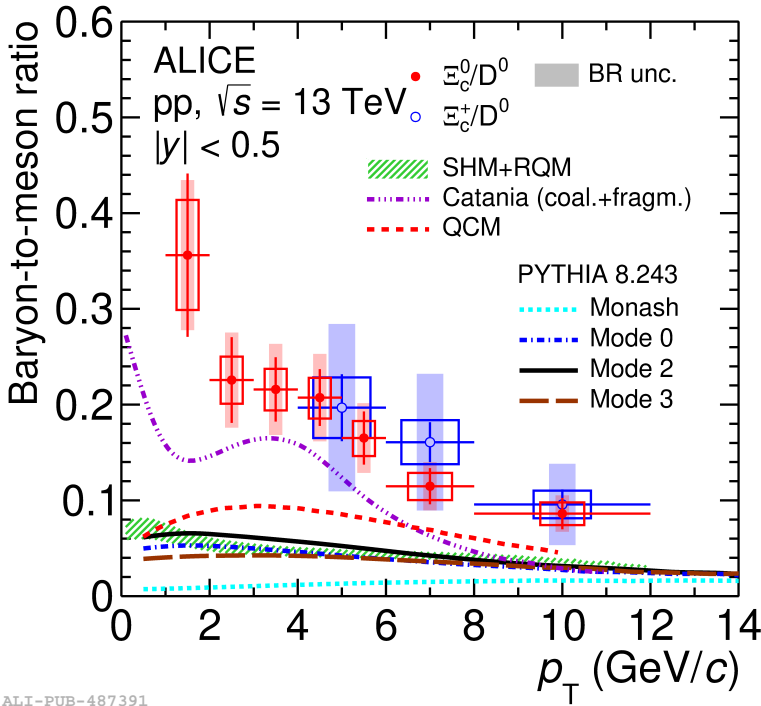 Baryon-to-meson ratio
0.6
0.5
0.4
0.3
0.2
0.1
0
ALICE
pp, √s = 13 TeV
|y| < 0.5
Ξc0/D0
Ξc+/D0
BR unc.
SHM+RQM
Catania (coal.+fragm.)
QCM
PYTHIA 8.243
Monash
Mode 0
Mode 2
Mode 3
0 2 4 6 8 10 12 14
pT (GeV/c)
ALI-PUB-487391